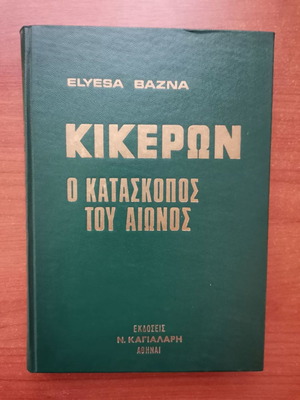 ELYESA BAZNA
ΚΙΚΕΡΩΝ
Ο ΚΑΤΑΣΚΟΠΟΣ
ΤΟΥ ΑΙΩΝΟΣ
ΕΚΔΟΣΕΙΣ
Ν. ΚΑΓΙΑΛΑΡΗ
ΑΘΗΝΑΙ